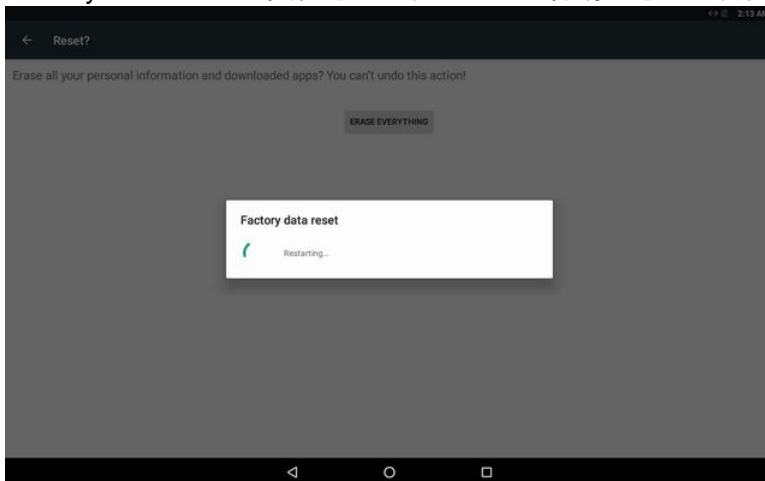 2:13 AM
Reset?
Erase all your personal information and downloaded apps? You can't undo this action!
ERASE EVERYTHING
Factory data reset
Restarting...